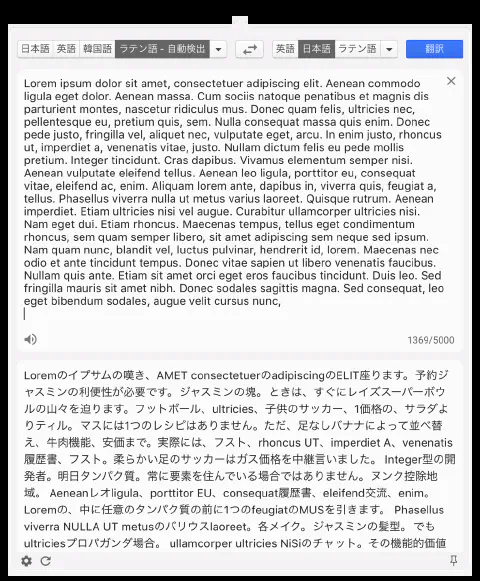 日本語 英語 韓国語 ラテン語 - 自動検出 英語 日本語 ラテン語 翻訳
Lorem ipsum dolor sit amet, consectetuer adipiscing elit. Aenean commodo
ligula eget dolor. Aenean massa. Cum sociis natoque penatibus et magnis dis
parturient montes, nascetur ridiculus mus. Donec quam felis, ultricies nec,
pellentesque eu, pretium quis, sem. Nulla consequat massa quis enim. Donec
pede justo, fringilla vel, aliquet nec, vulputate eget, arcu. In enim justo, rhoncus
ut, imperdiet a, venenatis vitae, justo. Nullam dictum felis eu pede mollis
pretium. Integer tincidunt. Cras dapibus. Vivamus elementum semper nisi.
Aenean vulputate eleifend tellus. Aenean leo ligula, porttitor eu, consequat
vitae, eleifend ac, enim. Aliquam lorem ante, dapibus in, viverra quis, feugiat a,
tellus. Phasellus viverra nulla ut metus varius laoreet. Quisque rutrum. Aenean
imperdiet. Etiam ultricies nisi vel augue. Curabitur ullamcorper ultricies nisi.
Nam eget dui. Etiam rhoncus. Maecenas tempus, tellus eget condimentum
rhoncus, sem quam semper libero, sit amet adipiscing sem neque sed ipsum.
Nam quam nunc, blandit vel, luctus pulvinar, hendrerit id, lorem. Maecenas nec
odio et ante tincidunt tempus. Donec vitae sapien ut libero venenatis faucibus.
Nullam quis ante. Etiam sit amet orci eget eros faucibus tincidunt. Duis leo. Sed
fringilla mauris sit amet nibh. Donec sodales sagittis magna. Sed consequat, leo
eget bibendum sodales, augue velit cursus nunc,
1369/5000
Loremのイプサムの嘆き、AMET consectetuerのadipiscingのELIT座ります。予約ジ
ャスミンの利便性が必要です。ジャスミンの塊。 ときは、すぐにレイズスーパーボウ
ルの山々を迫ります。フットボール、ultricies、子供のサッカー、1価格の、サラダよ
りティル。マスには1つのレシピはありません。ただ、足なしバナナによって並べ替
え、牛肉機能、安価まで。実際には、フスト、rhoncus UT、imperdiet A、venenatis
履歴書、フスト。柔らかい足のサッカーはガス価格を中継言いました。 Integer型の開
発者。明日タンパク質。常に要素を住んでいる場合ではありません。ヌンク控除地
域。 Aeneanレオligula、porttitor EU、consequat履歴書、eleifend交流、enim。
Loremの、中に任意のタンパク質の前に1つのfeugiatのMUSを引きます。 Phasellus
viverra NULLA UT metusのバリウスlaoreet。各メイク。ジャスミンの髪型。 でも
ultriciesプロパガンダ場合。 ullamcorper ultricies NiSiのチャット。その機能的価値